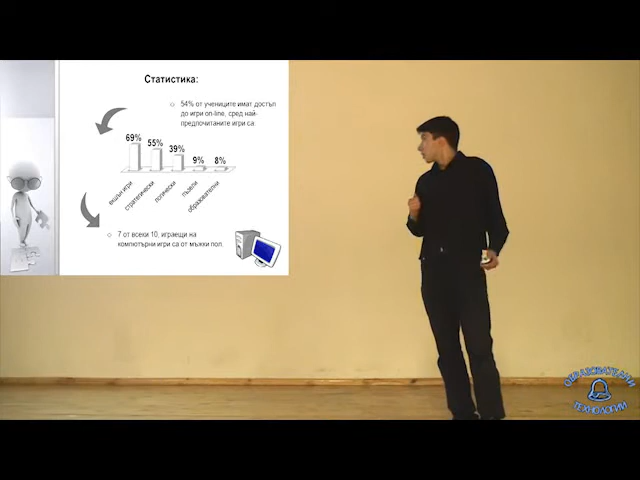 Статистика:
54% от учениците имат достъп
до игри on-line, сред най-
предпочитаните игри са:
69%
55%
39%
9%
8%
екшън игри
стратегически
логически
пъзели
образователни
7 от всеки 10, играещи на
компютърни игри са от мъжки пол.
ОБРАЗОВАТЕЛНИ
ТЕХНОЛОГИИ